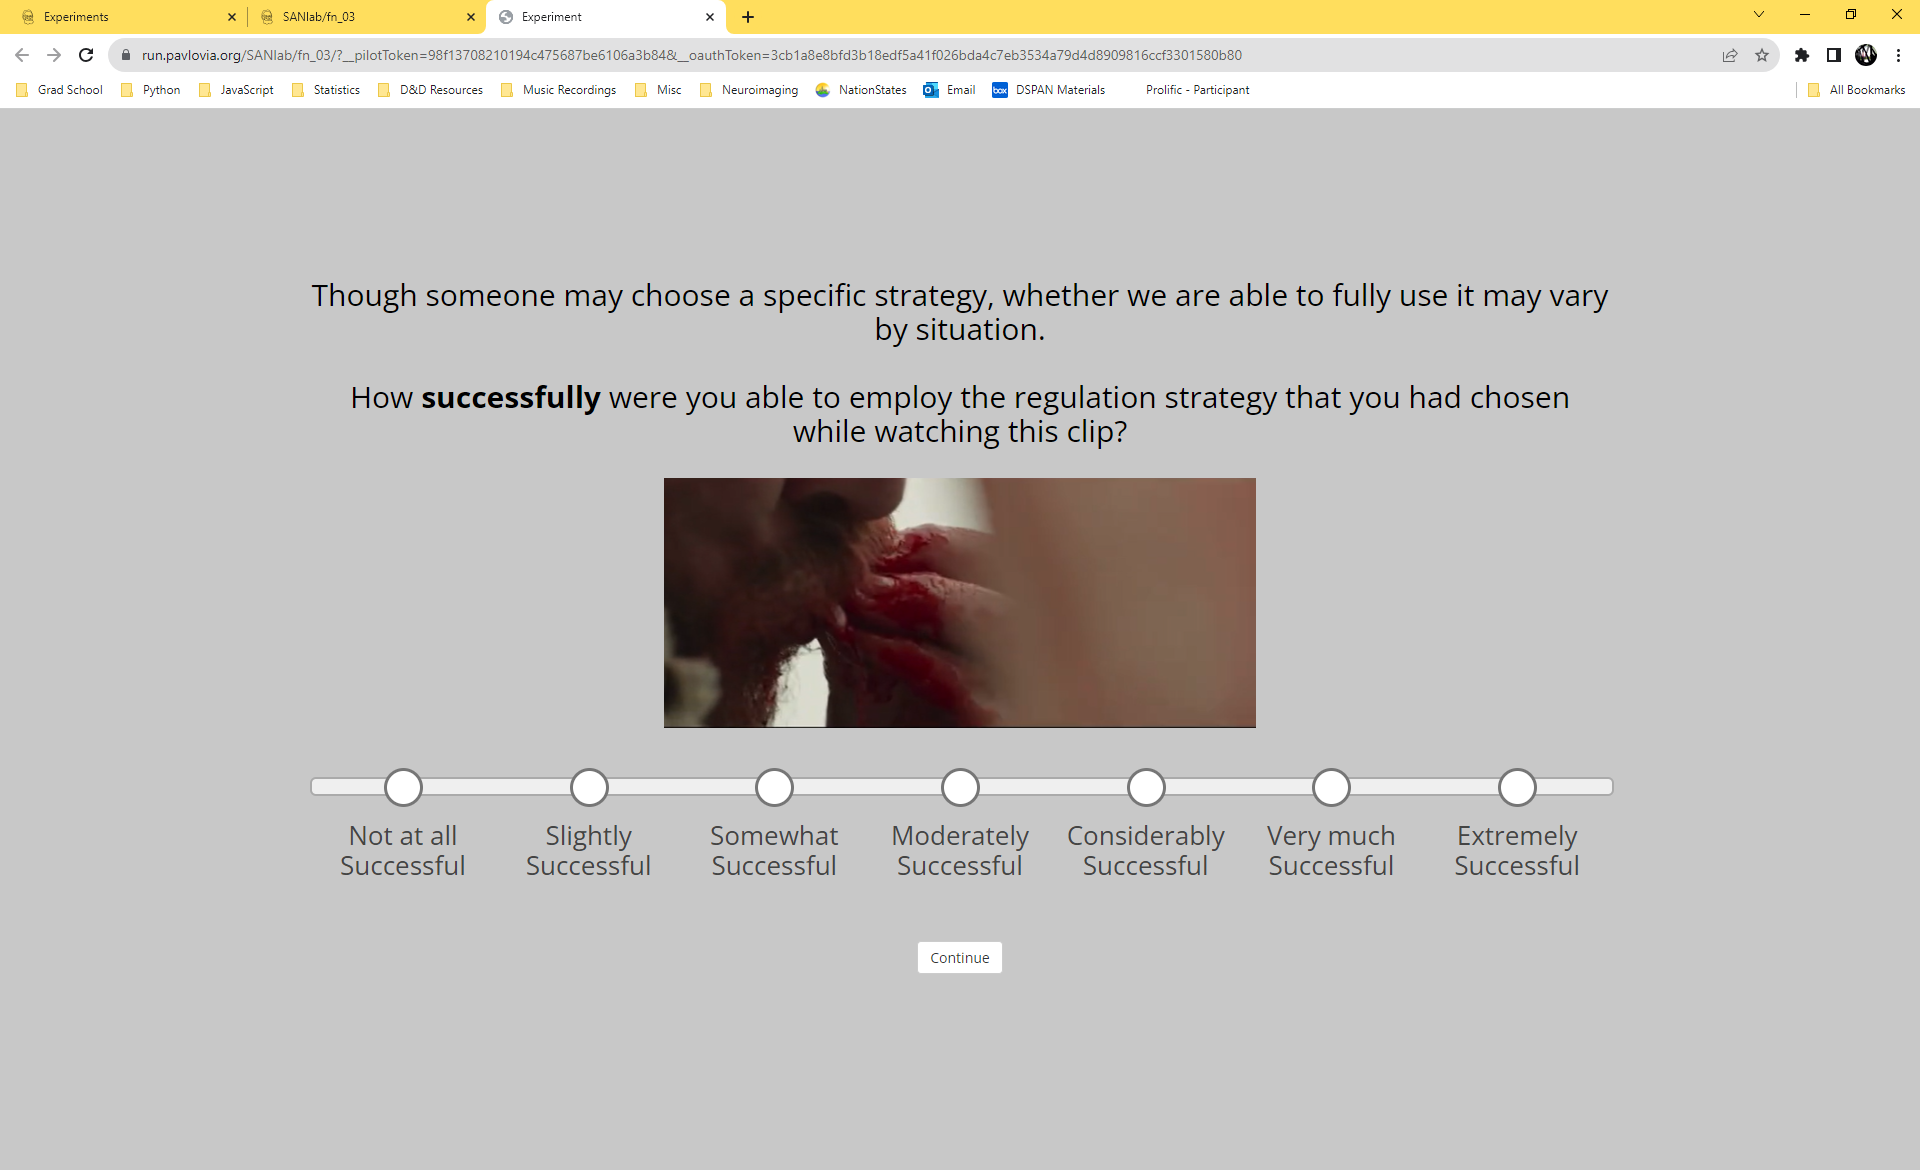 Experiments
SANlab/fn_03
Experiment
run.pavlovia.org/SANlab/fn_03/?__pilotToken=98f13708210194c475687be6106a3b84&__oauthToken=3cb1a8e8bfd3b18edf5a41f026bda4c7eb3534a79d4d8909816ccf3301580b80
Grad School
Python
JavaScript
Statistics
D&D Resources
Music Recordings
Misc
Neuroimaging
NationStates
Email
box
DSPAN Materials
Prolific - Participant
All Bookmarks
Though someone may choose a specific strategy, whether we are able to fully use it may vary
by situation.
How successfully were you able to employ the regulation strategy that you had chosen
while watching this clip?
Not at all
Successful
Slightly
Successful
Somewhat
Successful
Moderately
Successful
Considerably
Successful
Very much
Successful
Extremely
Successful
Continue